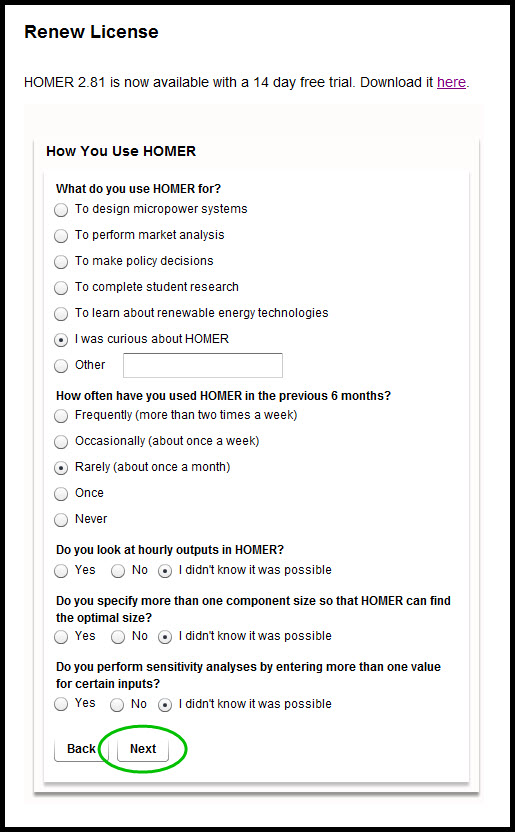 Renew License
HOMER 2.81 is now available with a 14 day free trial. Download it here.
How You Use HOMER
What do you use HOMER for?
To design micropower systems
To perform market analysis
To make policy decisions
To complete student research
To learn about renewable energy technologies
I was curious about HOMER
Other
How often have you used HOMER in the previous 6 months?
Frequently (more than two times a week)
Occasionally (about once a week)
Rarely (about once a month)
Once
Never
Do you look at hourly outputs in HOMER?
Yes No I didn't know it was possible
Do you specify more than one component size so that HOMER can find
the optimal size?
Yes No I didn't know it was possible
Do you perform sensitivity analyses by entering more than one value
for certain inputs?
Yes No I didn't know it was possible
Back Next